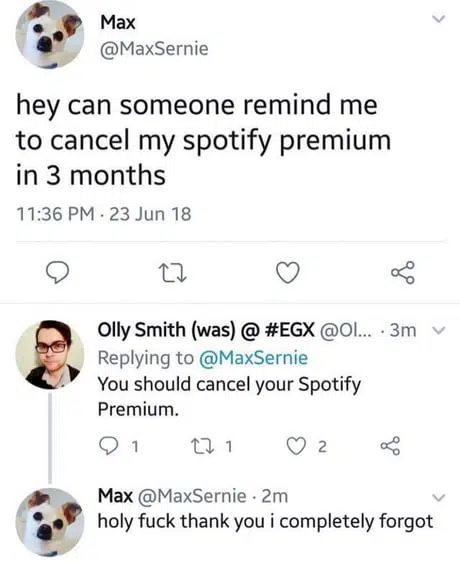 Max
@MaxSernie
hey can someone remind me
to cancel my spotify premium
in 3 months
11:36 PM · 23 Jun 18
Olly Smith (was) @ #EGX @Ol... · 3m
Replying to @MaxSernie
You should cancel your Spotify
Premium.
1 1 2
Max @MaxSernie · 2m
holy fuck thank you i completely forgot